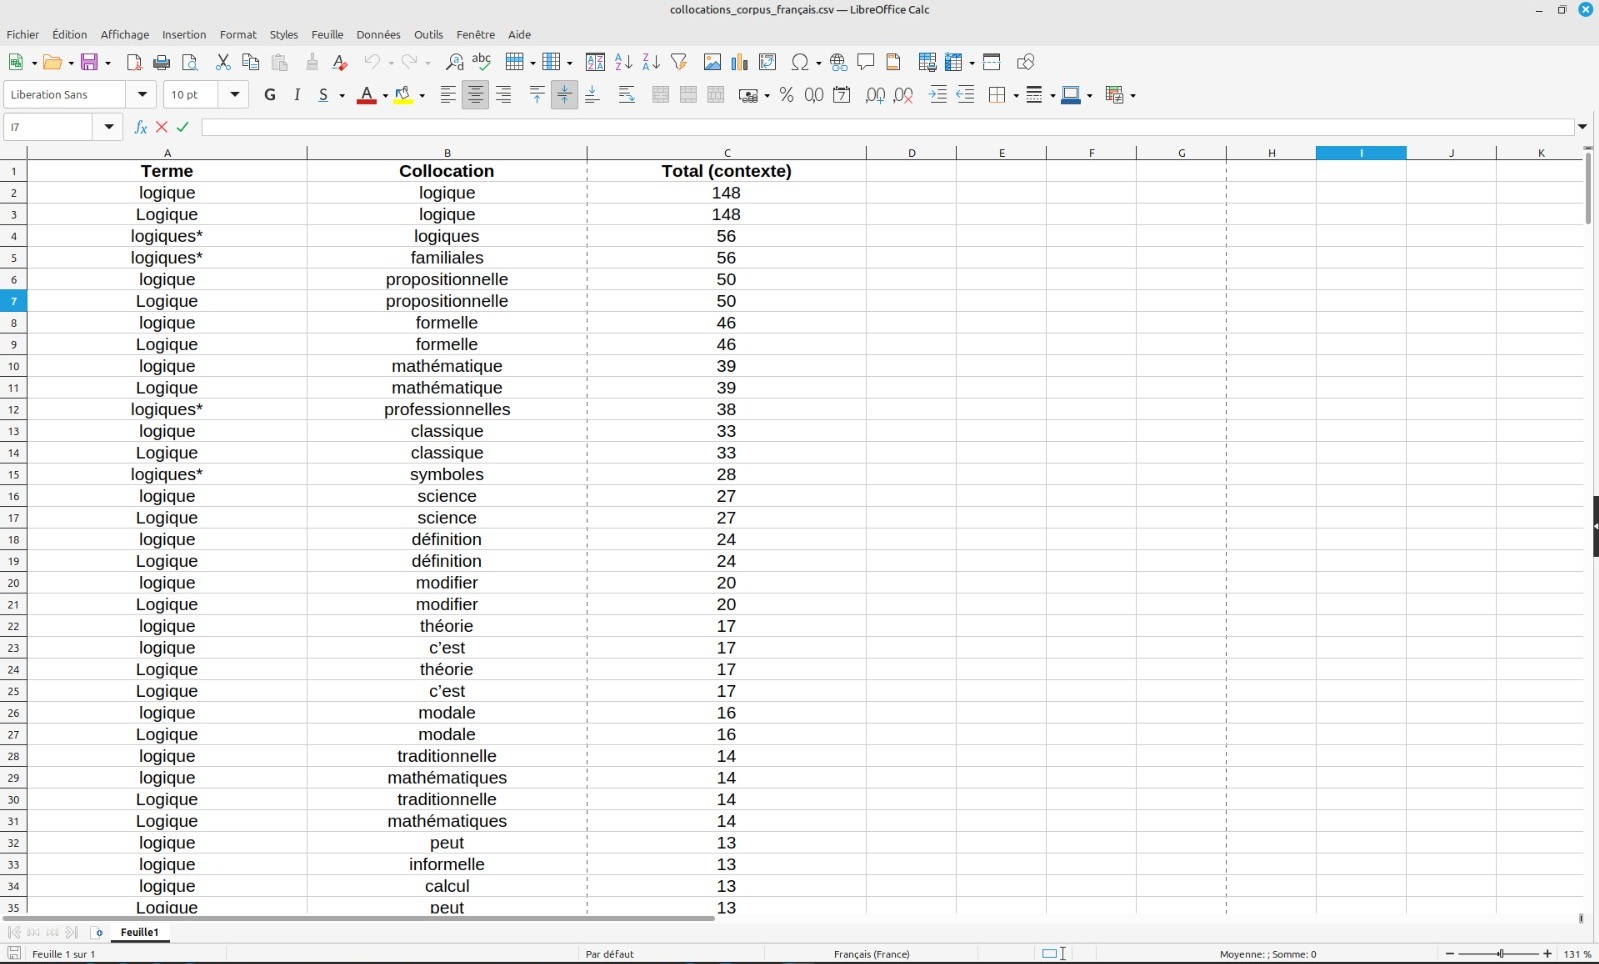 collocations_corpus_français.csv — LibreOffice Calc
Fichier Édition Affichage Insertion Format Styles Feuille Données Outils Fenêtre Aide
Liberation Sans 10 pt G I S
I7
A B C D E F G H I J K
1 Terme Collocation Total (contexte)
2 logique logique 148
3 Logique logique 148
4 logiques* logiques 56
5 logiques* familiales 56
6 logique propositionnelle 50
7 Logique propositionnelle 50
8 logique formelle 46
9 Logique formelle 46
10 logique mathématique 39
11 Logique mathématique 39
12 logiques* professionnelles 38
13 logique classique 33
14 Logique classique 33
15 logiques* symboles 28
16 logique science 27
17 Logique science 27
18 logique définition 24
19 Logique définition 24
20 logique modifier 20
21 Logique modifier 20
22 logique théorie 17
23 logique c’est 17
24 Logique théorie 17
25 Logique c’est 17
26 logique modale 16
27 Logique modale 16
28 logique traditionnelle 14
29 logique mathématiques 14
30 Logique traditionnelle 14
31 Logique mathématiques 14
32 logique peut 13
33 logique informelle 13
34 logique calcul 13
35 Logique peut 13
Feuille1
Feuille 1 sur 1 Par défaut Français (France) Moyenne: ; Somme: 0 131 %